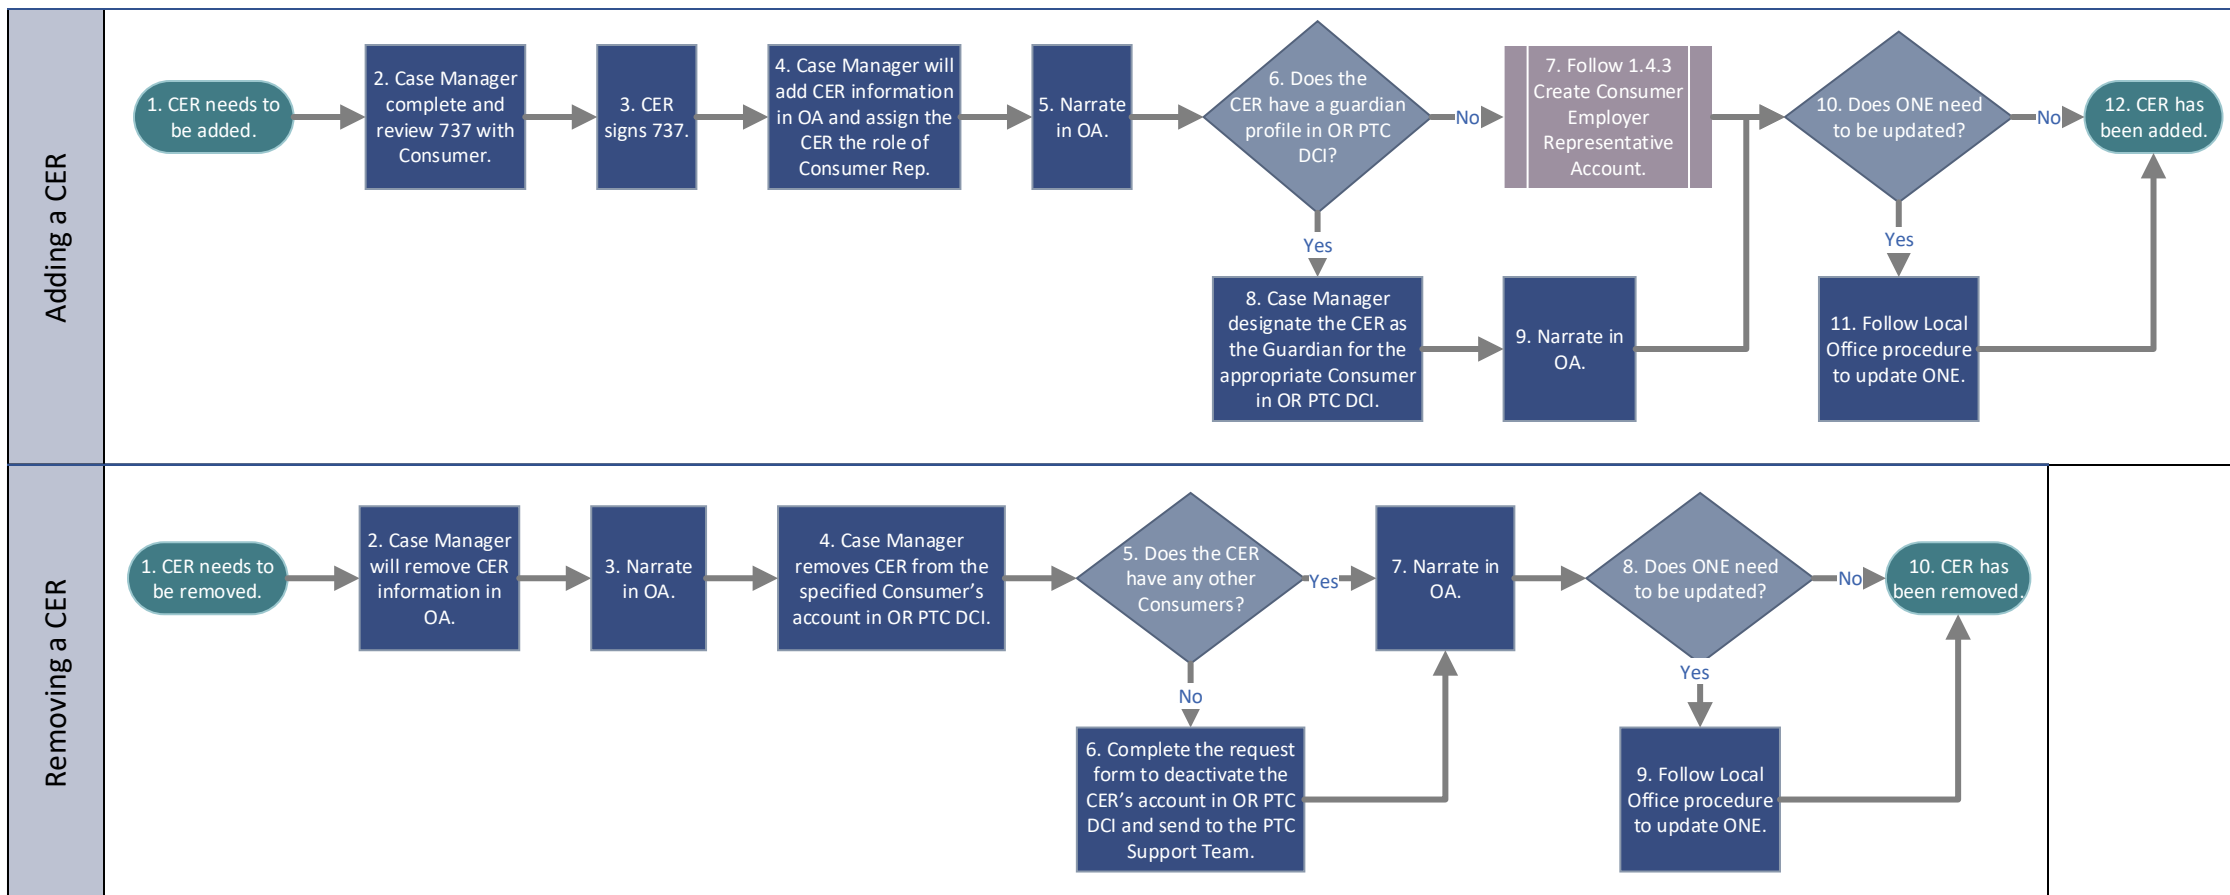 Adding a CER
1. CER needs to
be added.
2. Case Manager
complete and
review 737 with
Consumer.
3. CER
signs 737.
4. Case Manager will
add CER information
in OA and assign the
CER the role of
Consumer Rep.
5. Narrate
in OA.
6. Does the
CER have a guardian
profile in OR PTC
DCI?
No
7. Follow 1.4.3
Create Consumer
Employer
Representative
Account.
Yes
8. Case Manager
designate the CER as
the Guardian for the
appropriate Consumer
in OR PTC DCI.
9. Narrate in
OA.
10. Does ONE need
to be updated?
No
Yes
11. Follow Local
Office procedure
to update ONE.
12. CER has
been added.
Removing a CER
1. CER needs to
be removed.
2. Case Manager
will remove CER
information in
OA.
3. Narrate
in OA.
4. Case Manager
removes CER from the
specified Consumer’s
account in OR PTC DCI.
5. Does the CER
have any other
Consumers?
Yes
No
6. Complete the request
form to deactivate the
CER’s account in OR PTC
DCI and send to the PTC
Support Team.
7. Narrate in
OA.
8. Does ONE need
to be updated?
No
Yes
9. Follow Local
Office procedure
to update ONE.
10. CER has
been removed.